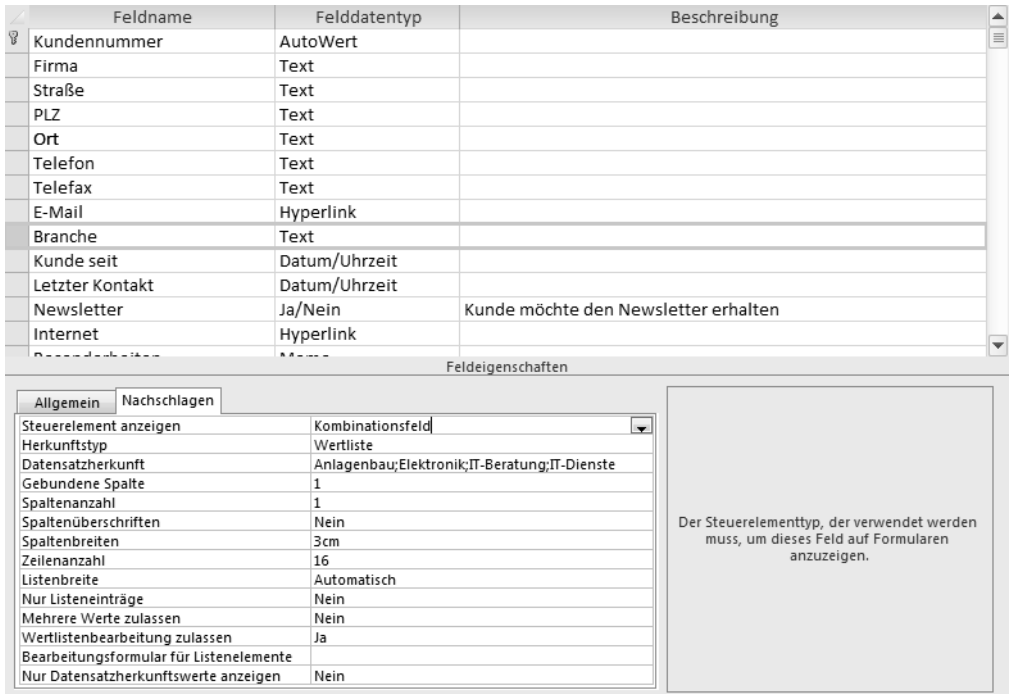 Feldname Felddatentyp Beschreibung
Kundennummer AutoWert
Firma Text
Straße Text
PLZ Text
Ort Text
Telefon Text
Telefax Text
E-Mail Hyperlink
Branche Text
Kunde seit Datum/Uhrzeit
Letzter Kontakt Datum/Uhrzeit
Newsletter Ja/Nein Kunde möchte den Newsletter erhalten
Internet Hyperlink
Feldeigenschaften
Allgemein Nachschlagen
Steuerelement anzeigen Kombinationsfeld
Herkunftstyp Wertliste
Datensatzherkunft Anlagenbau;Elektronik;IT-Beratung;IT-Dienste
Gebundene Spalte 1
Spaltenanzahl 1
Spaltenüberschriften Nein
Spaltenbreiten 3cm
Zeilenanzahl 16
Listenbreite Automatisch
Nur Listeneinträge Nein
Mehrere Werte zulassen Nein
Wertlistenbearbeitung zulassen Ja
Bearbeitungsformular für Listenelemente
Nur Datensatzherkunftswerte anzeigen Nein
Der Steuerelementtyp, der verwendet werden
muss, um dieses Feld auf Formularen
anzuzeigen.